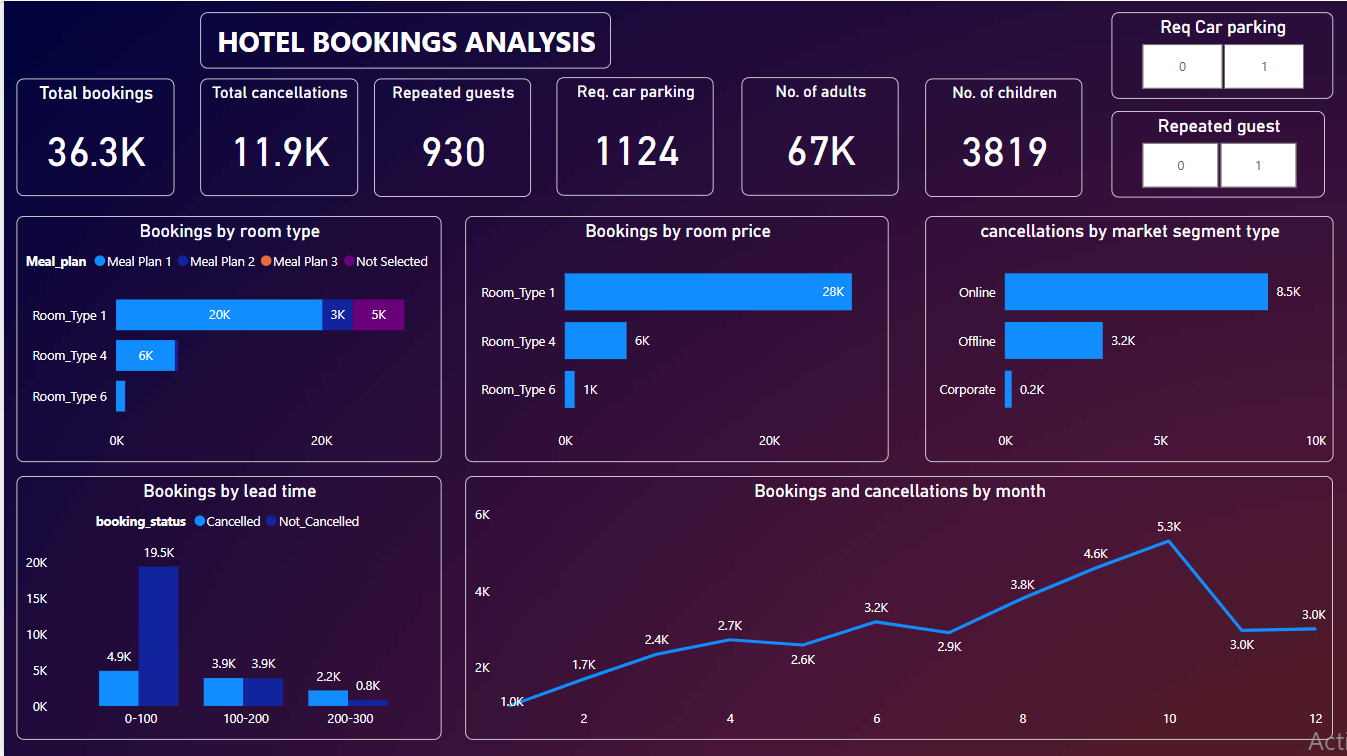 HOTEL BOOKINGS ANALYSIS
Req Car parking
0 1
Total bookings
36.3K
Total cancellations
11.9K
Repeated guests
930
Req. car parking
1124
No. of adults
67K
No. of children
3819
Repeated guest
0 1
Bookings by room type
Meal_plan Meal Plan 1 Meal Plan 2 Meal Plan 3 Not Selected
Room_Type 1 20K 3K 5K
Room_Type 4 6K
Room_Type 6
0K 20K
Bookings by room price
Room_Type 1 28K
Room_Type 4 6K
Room_Type 6 1K
0K 20K
cancellations by market segment type
Online 8.5K
Offline 3.2K
Corporate 0.2K
0K 5K 10K
Bookings by lead time
booking_status Cancelled Not_Cancelled
20K
15K
10K
5K
0K
4.9K 19.5K
3.9K 3.9K
2.2K 0.8K
0-100 100-200 200-300
Bookings and cancellations by month
6K
4K
2K
1.0K 1.7K 2.4K 2.7K 2.6K 3.2K 2.9K 3.8K 4.6K 5.3K 3.0K 3.0K
2 4 6 8 10 12